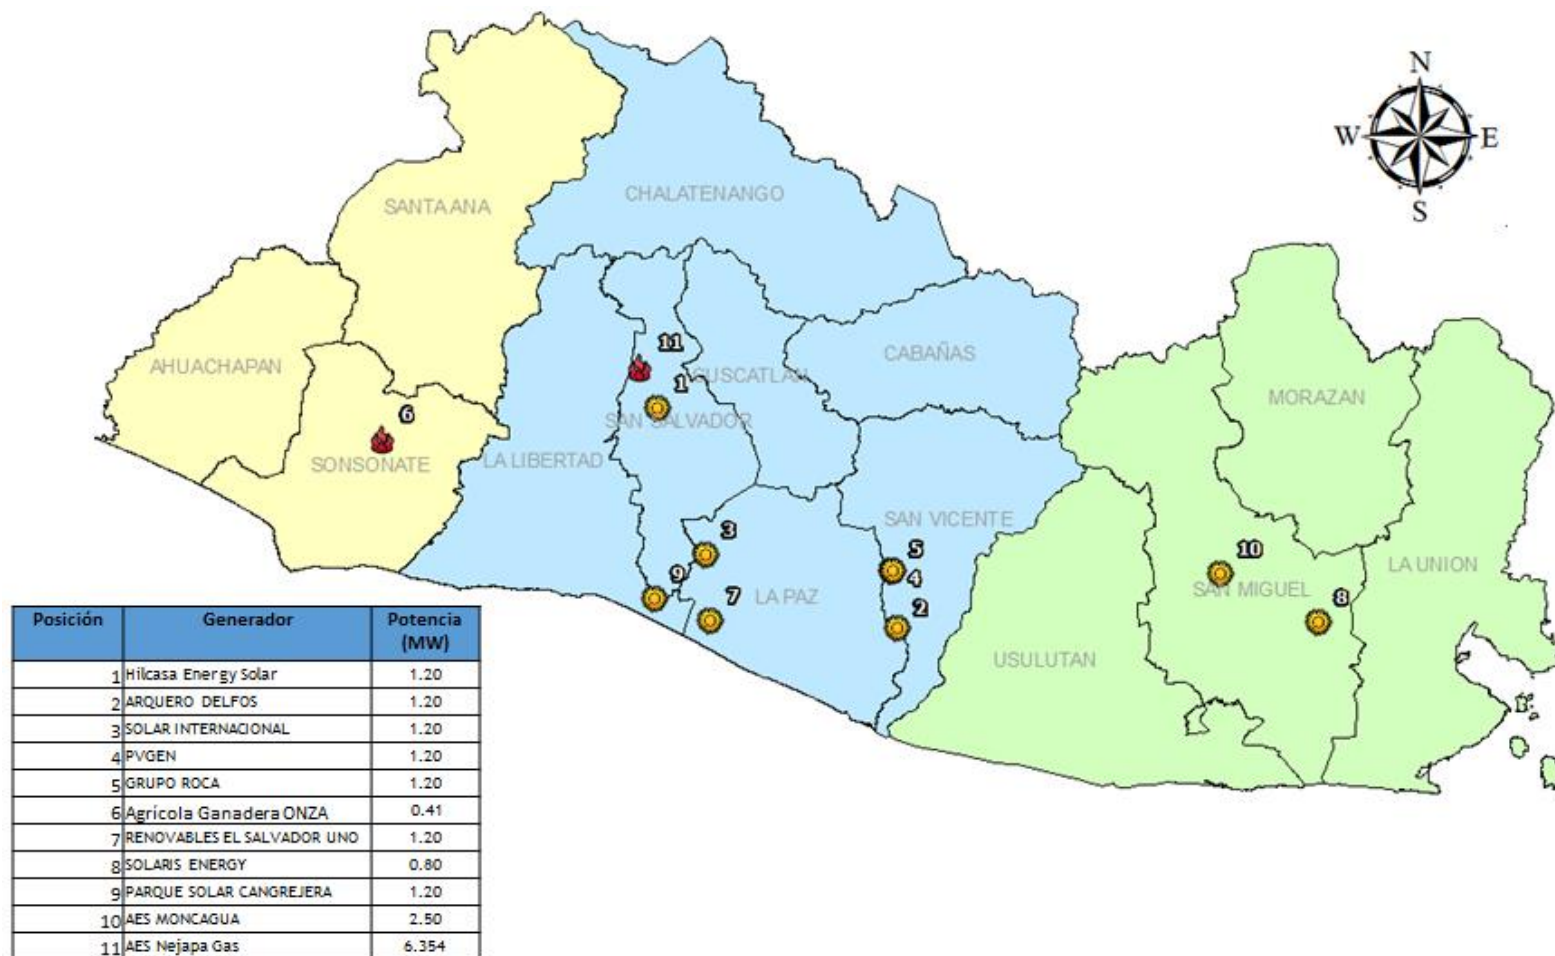 N
W E
S
CHALATENANGO
SANTA ANA
CABAÑAS
AHUACHAPAN
11
CUSCATLAN
1
MORAZAN
6
SAN SALVADOR
SONSONATE
LA LIBERTAD
SAN VICENTE
3
5
10
4
LA UNION
9
SAN MIGUEL
7
LA PAZ
2
8
USULUTAN
Posición Generador Potencia (MW)
1 Hilcasa Energy Solar 1.20
2 ARQUERO DELFOS 1.20
3 SOLAR INTERNACIONAL 1.20
4 PVGEN 1.20
5 GRUPO ROCA 1.20
6 Agrícola Ganadera ONZA 0.41
7 RENOVABLES EL SALVADOR UNO 1.20
8 SOLARIS ENERGY 0.80
9 PARQUE SOLAR CANGREJERA 1.20
10 AES MONCAGUA 2.50
11 AES Nejapa Gas 6.354